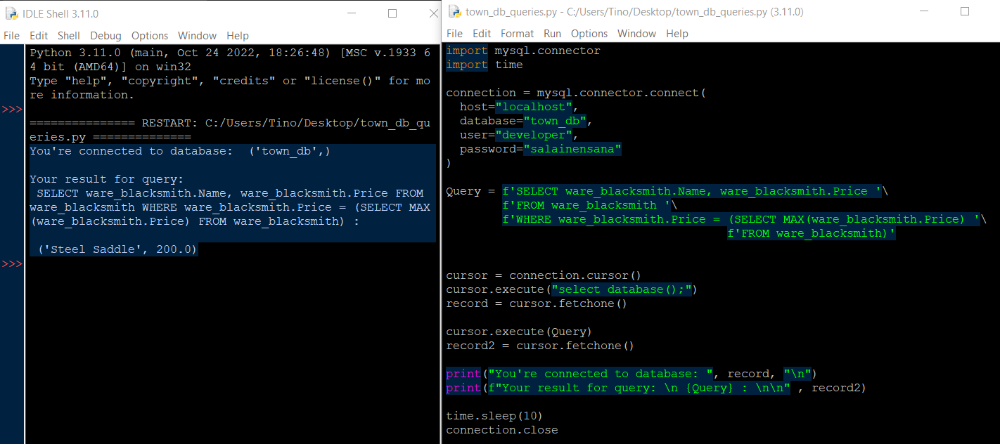 IDLE Shell 3.11.0
File Edit Shell Debug Options Window Help
Python 3.11.0 (main, Oct 24 2022, 18:26:48) [MSC v.1933 6
4 bit (AMD64)] on win32
Type "help", "copyright", "credits" or "license()" for mo
re information.
>>>
=============== RESTART: C:/Users/Tino/Desktop/town_db_qu
eries.py ==============
You're connected to database:  ('town_db',)
Your result for query:
 SELECT ware_blacksmith.Name, ware_blacksmith.Price FROM
ware_blacksmith WHERE ware_blacksmith.Price = (SELECT MAX
(ware_blacksmith.Price) FROM ware_blacksmith) :
 ('Steel Saddle', 200.0)
>>>
town_db_queries.py - C:/Users/Tino/Desktop/town_db_queries.py (3.11.0)
File Edit Format Run Options Window Help
import mysql.connector
import time
connection = mysql.connector.connect(
  host="localhost",
  database="town_db",
  user="developer",
  password="salainensana"
)
Query = f'SELECT ware_blacksmith.Name, ware_blacksmith.Price '\
        f'FROM ware_blacksmith '\
        f'WHERE ware_blacksmith.Price = (SELECT MAX(ware_blacksmith.Price) '\
                                        f'FROM ware_blacksmith)'
cursor = connection.cursor()
cursor.execute("select database();")
record = cursor.fetchone()
cursor.execute(Query)
record2 = cursor.fetchone()
print("You're connected to database: ", record, "\n")
print(f"Your result for query: \n {Query} : \n\n" , record2)
time.sleep(10)
connection.close